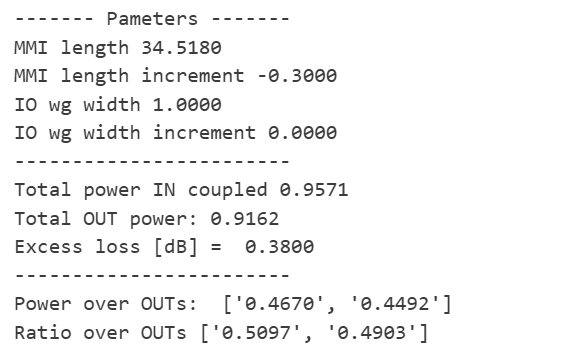 ------- Pameters -------
MMI length 34.5180
MMI length increment -0.3000
IO wg width 1.0000
IO wg width increment 0.0000
------------------------
Total power IN coupled 0.9571
Total OUT power: 0.9162
Excess loss [dB] =  0.3800
------------------------
Power over OUTs:  ['0.4670', '0.4492']
Ratio over OUTs ['0.5097', '0.4903']